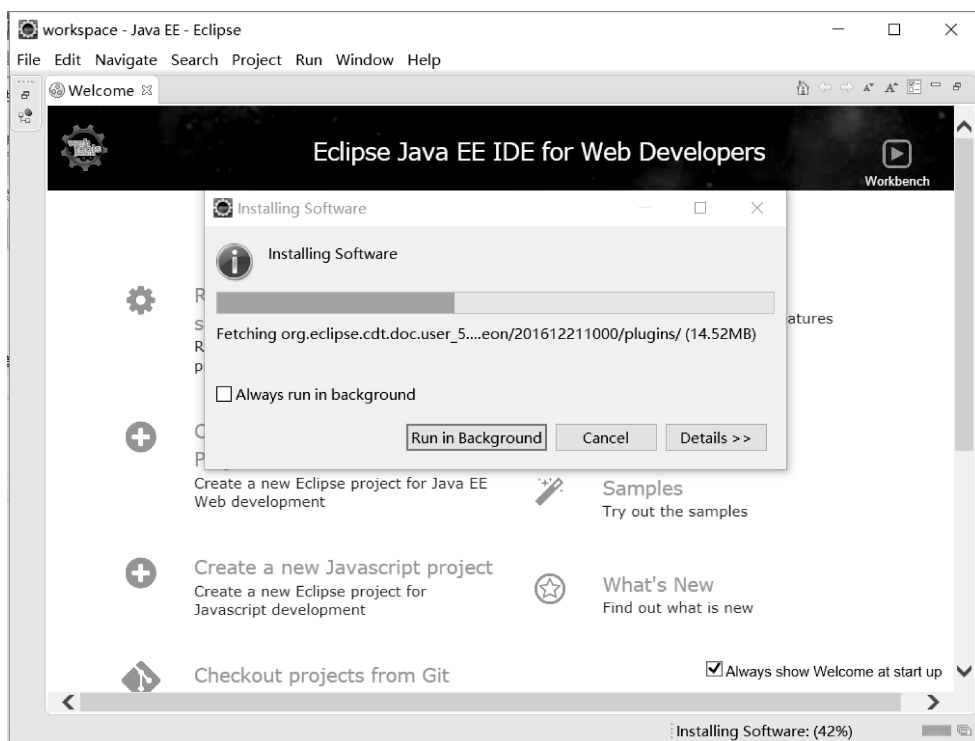 workspace - Java EE - Eclipse
File Edit Navigate Search Project Run Window Help
Welcome
Eclipse Java EE IDE for Web Developers
Workbench
Installing Software
Installing Software
Fetching org.eclipse.cdt.doc.user_5....eon/201612211000/plugins/ (14.52MB)
Always run in background
Run in Background Cancel Details >>
R
s
R
p
atures
C
P
Create a new Eclipse project for Java EE
Web development
Samples
Try out the samples
Create a new Javascript project
Create a new Eclipse project for
Javascript development
What's New
Find out what is new
Checkout projects from Git
Always show Welcome at start up
Installing Software: (42%)